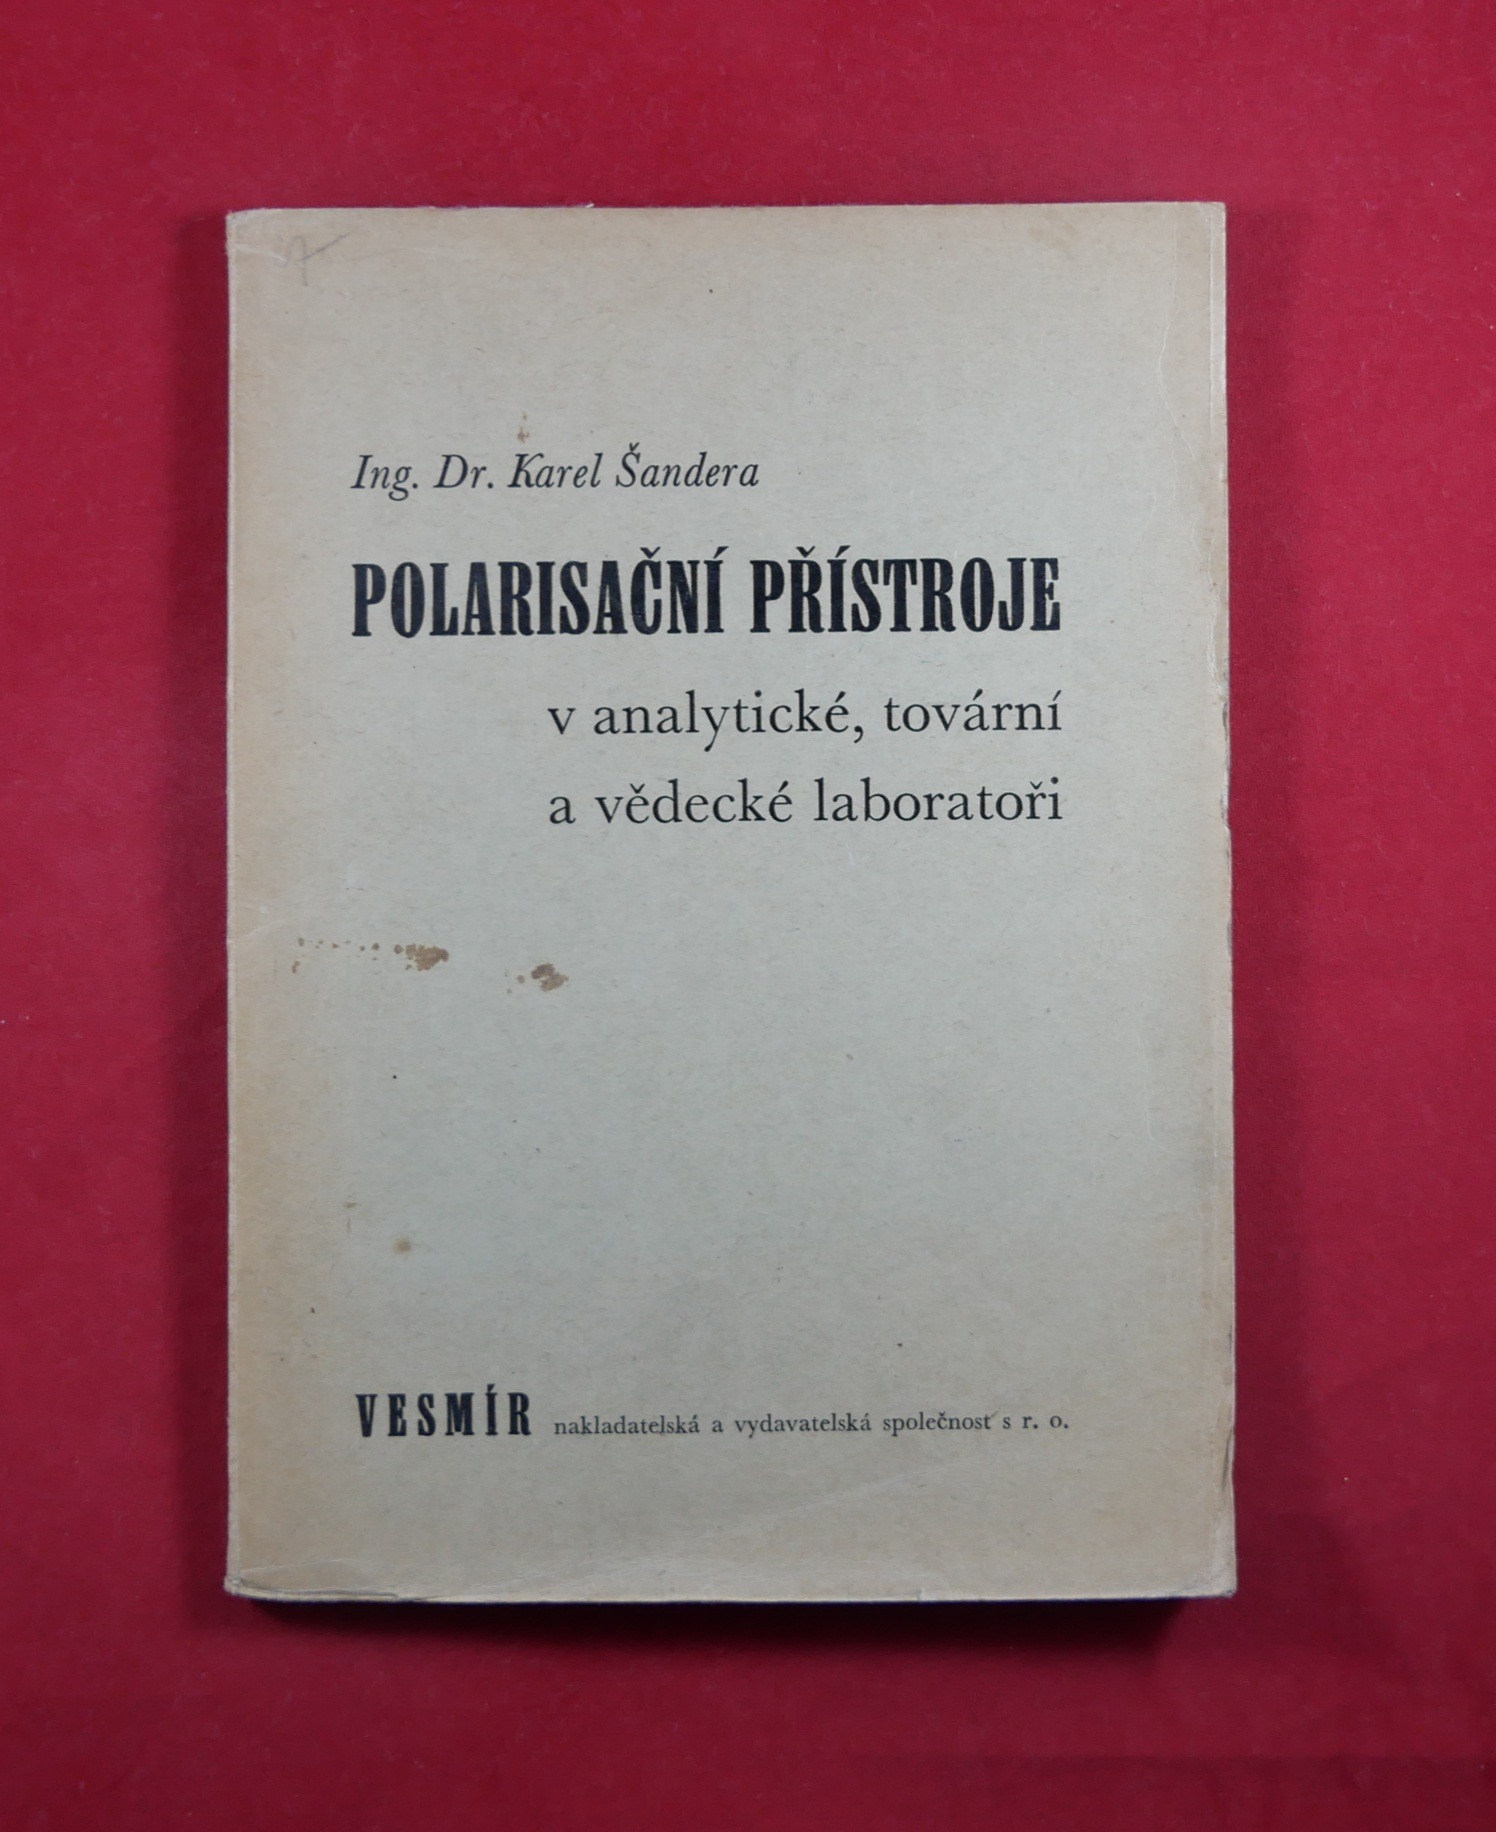 Ing. Dr. Karel Šandera
POLARISAČNÍ PŘÍSTROJE
v analytické, tovární
a vědecké laboratoři
VESMÍR nakladatelská a vydavatelská společnost s r. o.